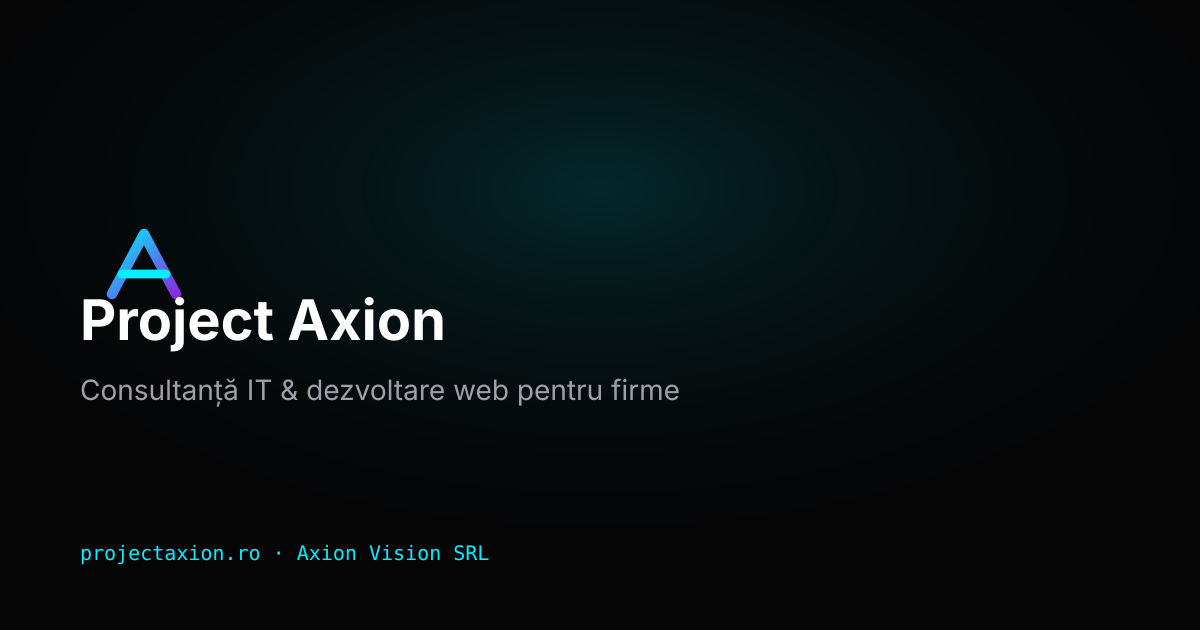 Project Axion
Consultanță IT & dezvoltare web pentru firme
projectaxion.ro · Axion Vision SRL